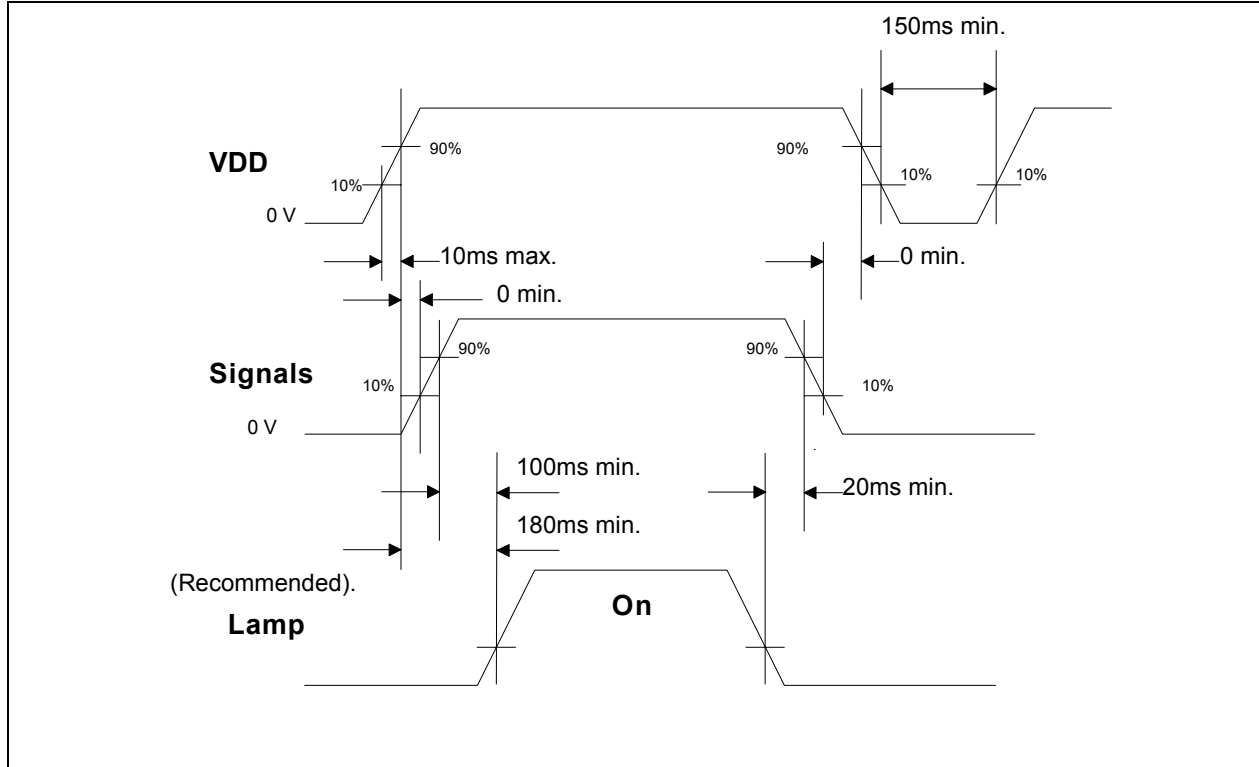 150ms min.
VDD
90%
90%
10%
10%
10%
0 V
10ms max.
0 min.
0 min.
Signals
90%
90%
10%
10%
0 V
100ms min.
20ms min.
180ms min.
(Recommended).
Lamp
On